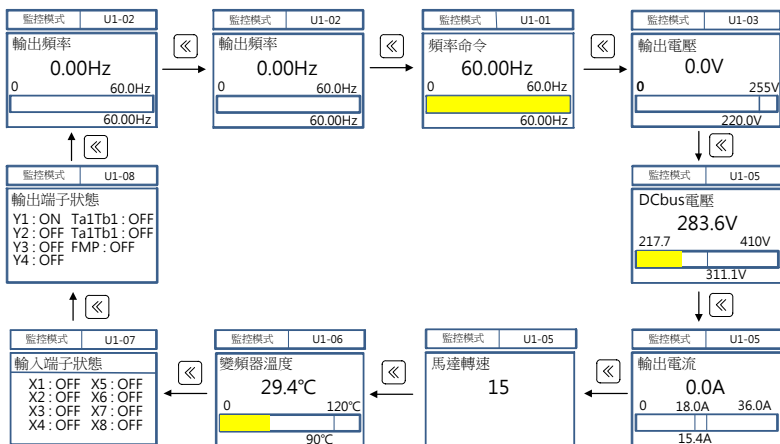 監控模式 U1-02
輸出頻率
0.00Hz
0 60.0Hz
60.00Hz
≪
監控模式 U1-02
輸出頻率
0.00Hz
0 60.0Hz
60.00Hz
≪
監控模式 U1-01
頻率命令
60.00Hz
0 60.0Hz
60.00Hz
≪
監控模式 U1-03
輸出電壓
0.0V
0 255V
220.0V
≪
監控模式 U1-05
DCbus電壓
283.6V
217.7 410V
311.1V
≪
監控模式 U1-05
輸出電流
0.0A
0 18.0A 36.0A
15.4A
≪
監控模式 U1-05
馬達轉速
15
≪
監控模式 U1-06
變頻器溫度
29.4℃
0 120℃
90℃
≪
監控模式 U1-07
輸入端子狀態
X1 : OFF X5 : OFF
X2 : OFF X6 : OFF
X3 : OFF X7 : OFF
X4 : OFF X8 : OFF
≪
監控模式 U1-08
輸出端子狀態
Y1 : ON Ta1Tb1 : OFF
Y2 : OFF Ta1Tb1 : OFF
Y3 : OFF FMP : OFF
Y4 : OFF
≪